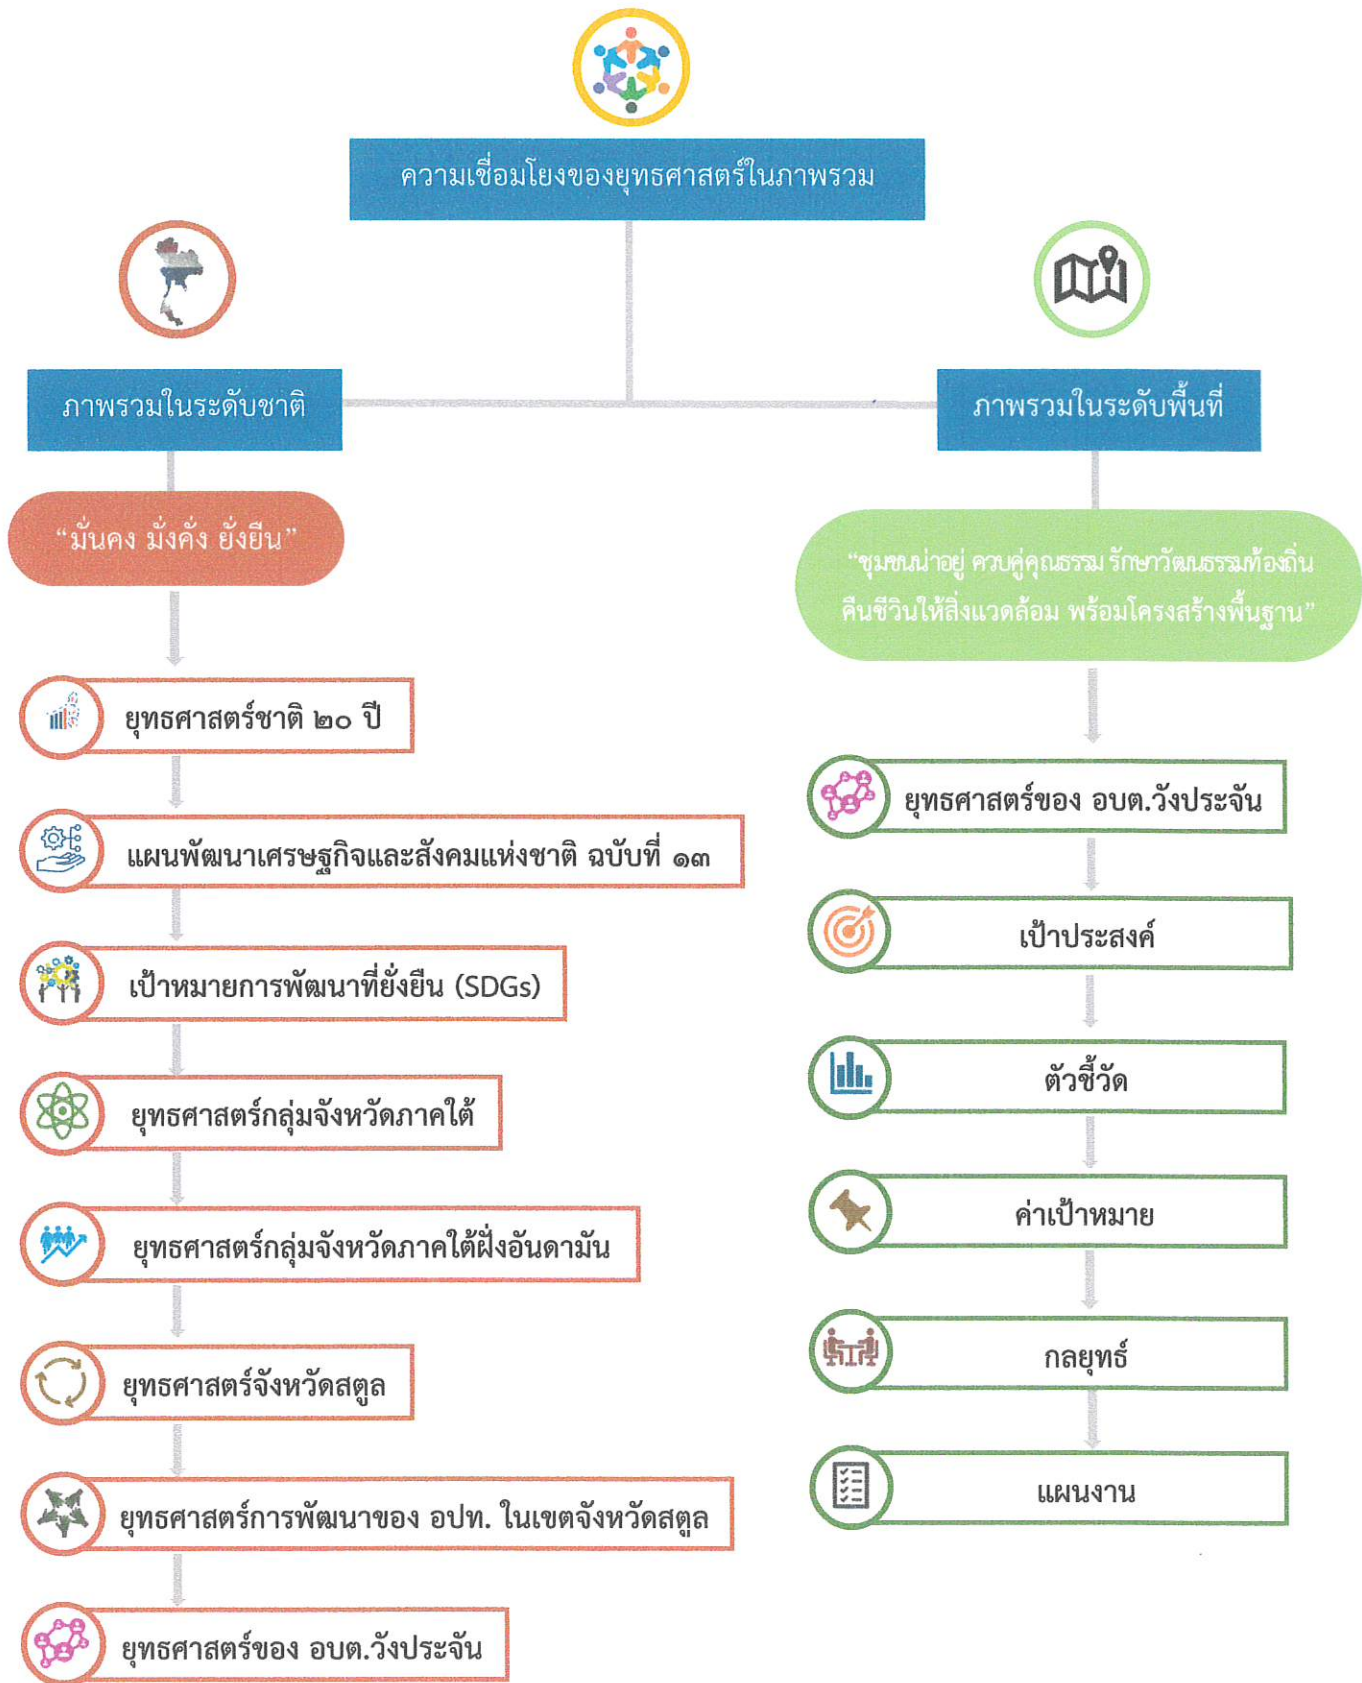 ความเชื่อมโยงของยุทธศาสตร์ในภาพรวม
ภาพรวมในระดับชาติ
“มั่นคง มั่งคั่ง ยั่งยืน”
ยุทธศาสตร์ชาติ ๒๐ ปี
แผนพัฒนาเศรษฐกิจและสังคมแห่งชาติ ฉบับที่ ๑๓
เป้าหมายการพัฒนาที่ยั่งยืน (SDGs)
ยุทธศาสตร์กลุ่มจังหวัดภาคใต้
ยุทธศาสตร์กลุ่มจังหวัดภาคใต้ฝั่งอันดามัน
ยุทธศาสตร์จังหวัดสตูล
ยุทธศาสตร์การพัฒนาของ อปท. ในเขตจังหวัดสตูล
ยุทธศาสตร์ของ อบต.วังประจัน
ภาพรวมในระดับพื้นที่
“ชุมชนน่าอยู่ ควบคู่คุณธรรม รักษาวัฒนธรรมท้องถิ่น
คืนชีวินให้สิ่งแวดล้อม พร้อมโครงสร้างพื้นฐาน”
ยุทธศาสตร์ของ อบต.วังประจัน
เป้าประสงค์
ตัวชี้วัด
ค่าเป้าหมาย
กลยุทธ์
แผนงาน